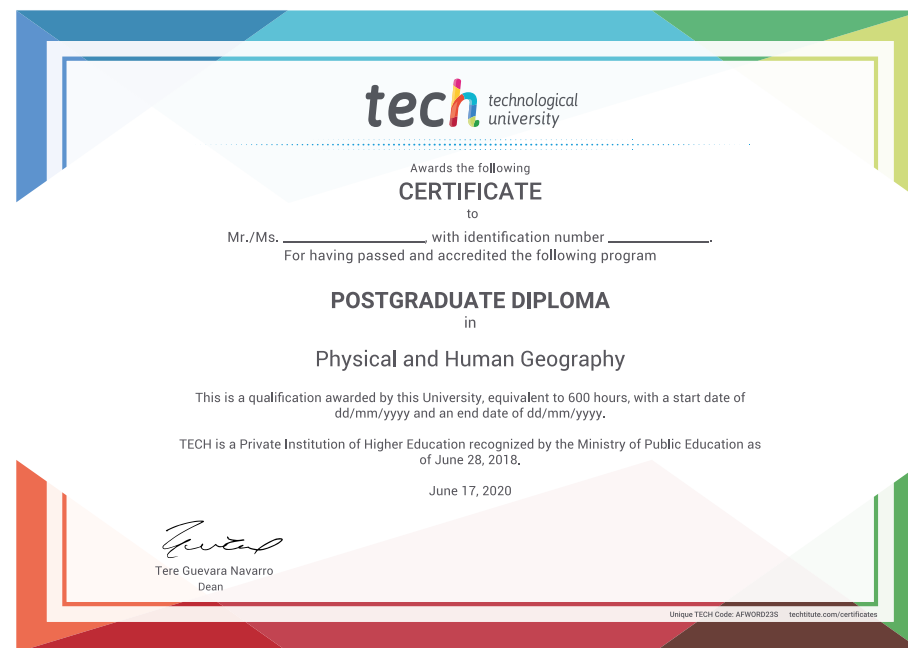 tech technological
university
Awards the following
CERTIFICATE
to
Mr./Ms. ____________, with identification number ____________.
For having passed and accredited the following program
POSTGRADUATE DIPLOMA
in
Physical and Human Geography
This is a qualification awarded by this University, equivalent to 600 hours, with a start date of
dd/mm/yyyy and an end date of dd/mm/yyyy.
TECH is a Private Institution of Higher Education recognized by the Ministry of Public Education as
of June 28, 2018.
June 17, 2020
Tere Guevara Navarro
Dean
Unique TECH Code: AFWORD23S techtitute.com/certificates